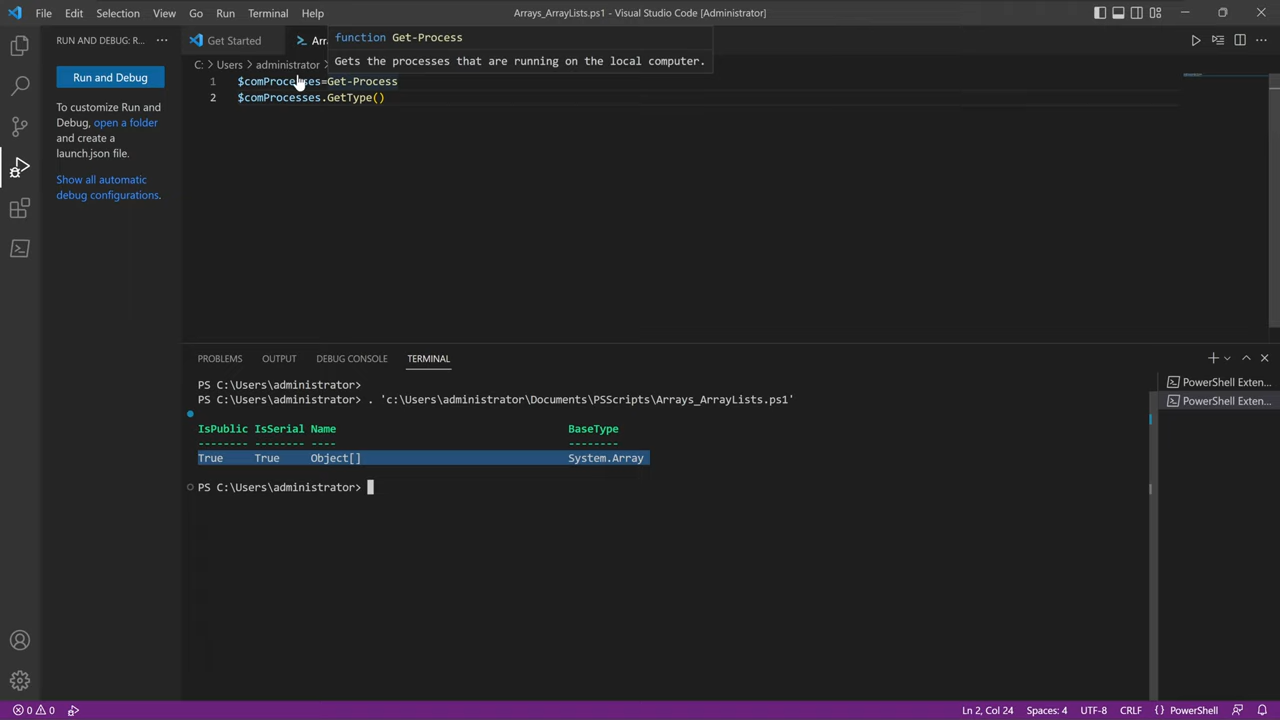 File Edit Selection View Go Run Terminal Help
Arrays_ArrayLists.ps1 - Visual Studio Code [Administrator]
RUN AND DEBUG: R...
Get Started
Arr
function Get-Process
Gets the processes that are running on the local computer.
C: > Users > administrator >
Run and Debug
To customize Run and
Debug, open a folder
and create a
launch.json file.
Show all automatic
debug configurations.
1 $comProcesses=Get-Process
2 $comProcesses.GetType()
PROBLEMS OUTPUT DEBUG CONSOLE TERMINAL
PS C:\Users\administrator>
PS C:\Users\administrator> . 'c:\Users\administrator\Documents\PSScripts\Arrays_ArrayLists.ps1'
IsPublic IsSerial Name BaseType
-------- -------- ---- --------
True True Object[] System.Array
PS C:\Users\administrator>
PowerShell Exten...
PowerShell Exten...
0 0
Ln 2, Col 24 Spaces: 4 UTF-8 CRLF {} PowerShell